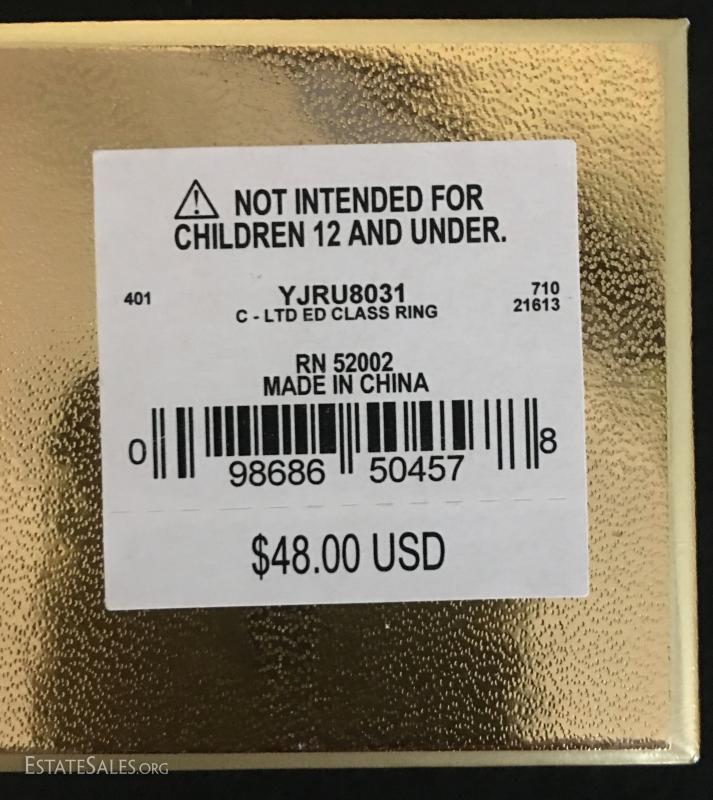 ⚠ NOT INTENDED FOR
CHILDREN 12 AND UNDER.
401 YJRU8031 710
C - LTD ED CLASS RING 21613
RN 52002
MADE IN CHINA
0 98686 50457 8
$48.00 USD
ESTATESALES.ORG